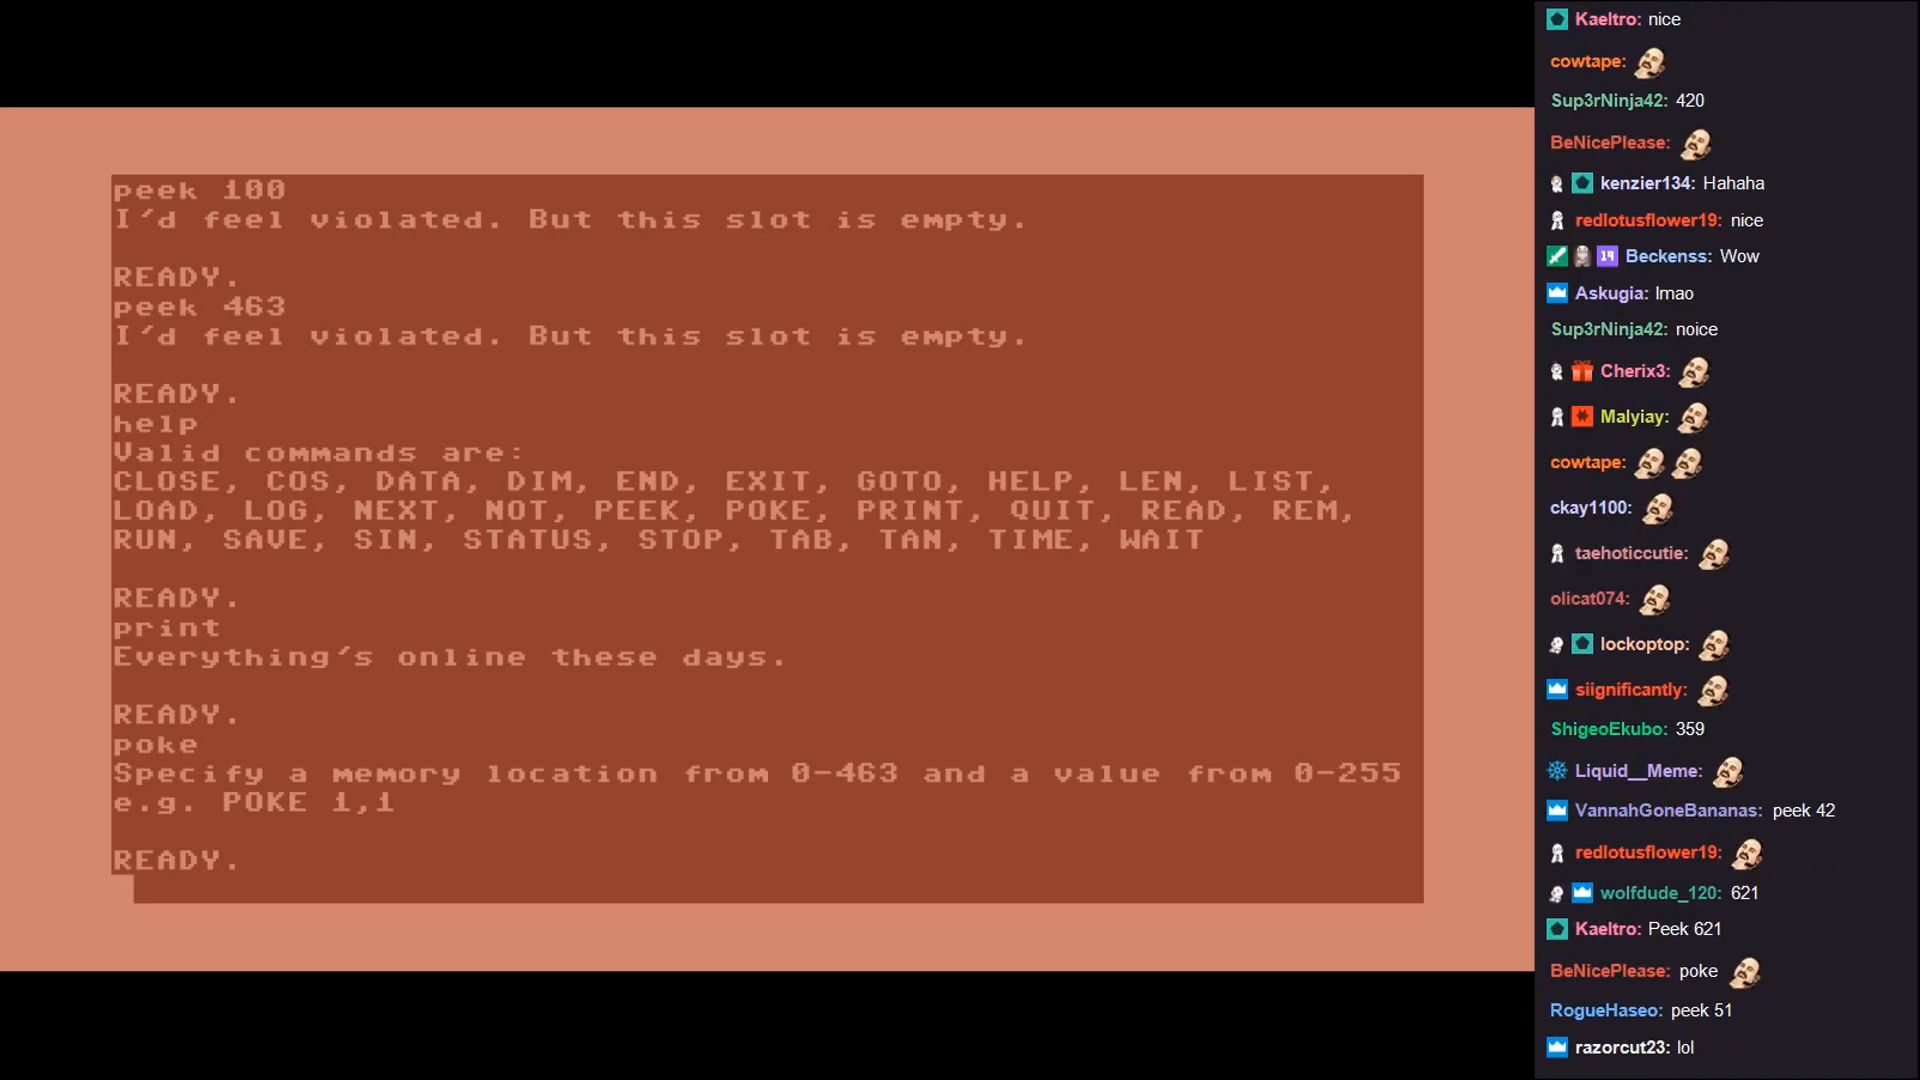 peek 100
I'd feel violated. But this slot is empty.
READY.
peek 463
I'd feel violated. But this slot is empty.
READY.
help
Valid commands are:
CLOSE, COS, DATA, DIM, END, EXIT, GOTO, HELP, LEN, LIST,
LOAD, LOG, NEXT, NOT, PEEK, POKE, PRINT, QUIT, READ, REM,
RUN, SAVE, SIN, STATUS, STOP, TAB, TAN, TIME, WAIT
READY.
print
Everything's online these days.
READY.
poke
Specify a memory location from 0-463 and a value from 0-255
e.g. POKE 1,1
READY.
Kaeltro: nice
cowtape:
Sup3rNinja42: 420
BeNicePlease:
kenzier134: Hahaha
redlotusflower19: nice
19 Beckenss: Wow
Askugia: lmao
Sup3rNinja42: noice
Cherix3:
Malyiay:
cowtape:
ckay1100:
taehoticcutie:
olicat074:
lockoptop:
siignificantly:
ShigeoEkubo: 359
Liquid__Meme:
VannahGoneBananas: peek 42
redlotusflower19:
wolfdude_120: 621
Kaeltro: Peek 621
BeNicePlease: poke
RogueHaseo: peek 51
razorcut23: lol